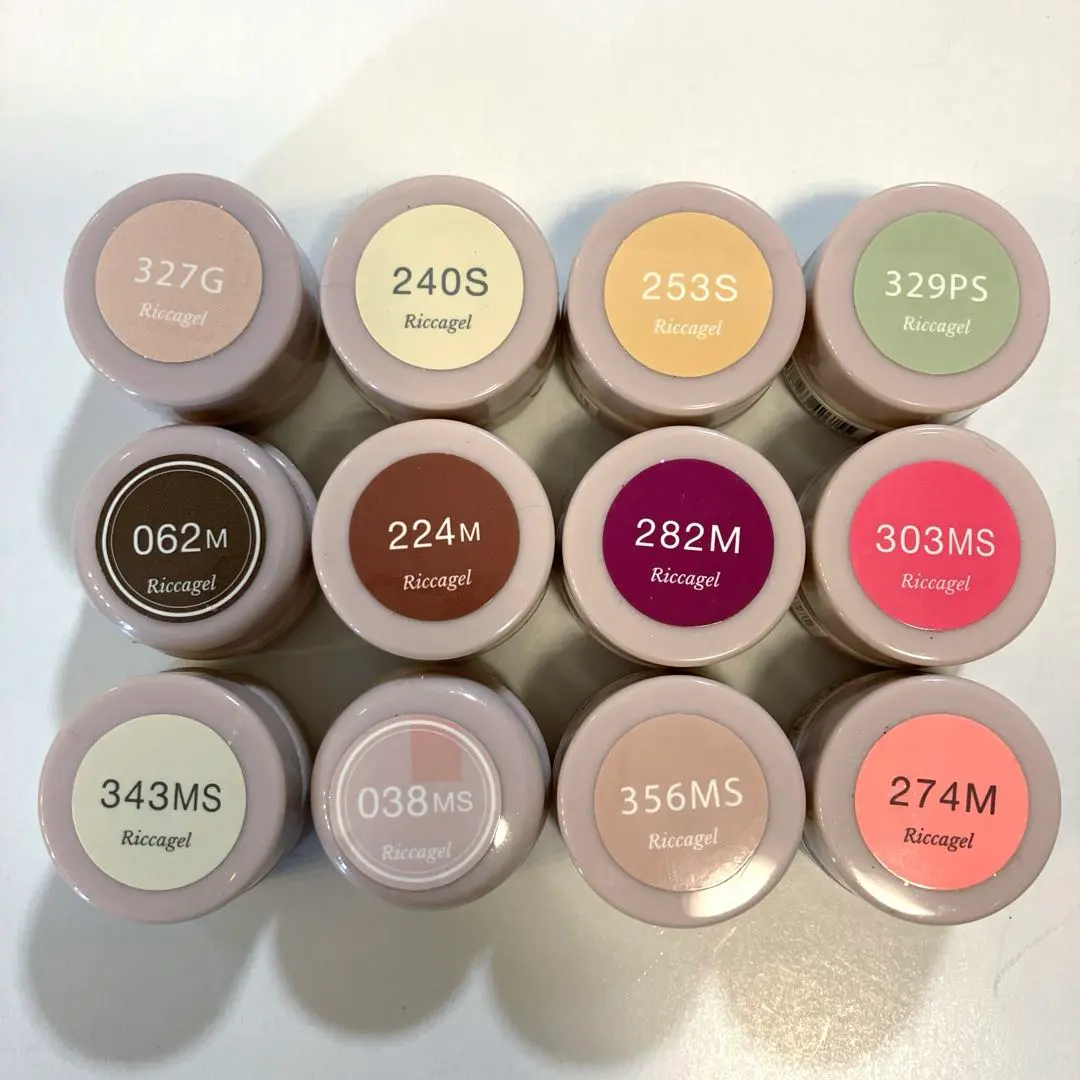 327G
Riccagel
240S
Riccagel
253S
Riccagel
329PS
Riccagel
062M
Riccagel
224M
Riccagel
282M
Riccagel
303MS
Riccagel
343MS
Riccagel
038MS
Riccagel
356MS
Riccagel
274M
Riccagel